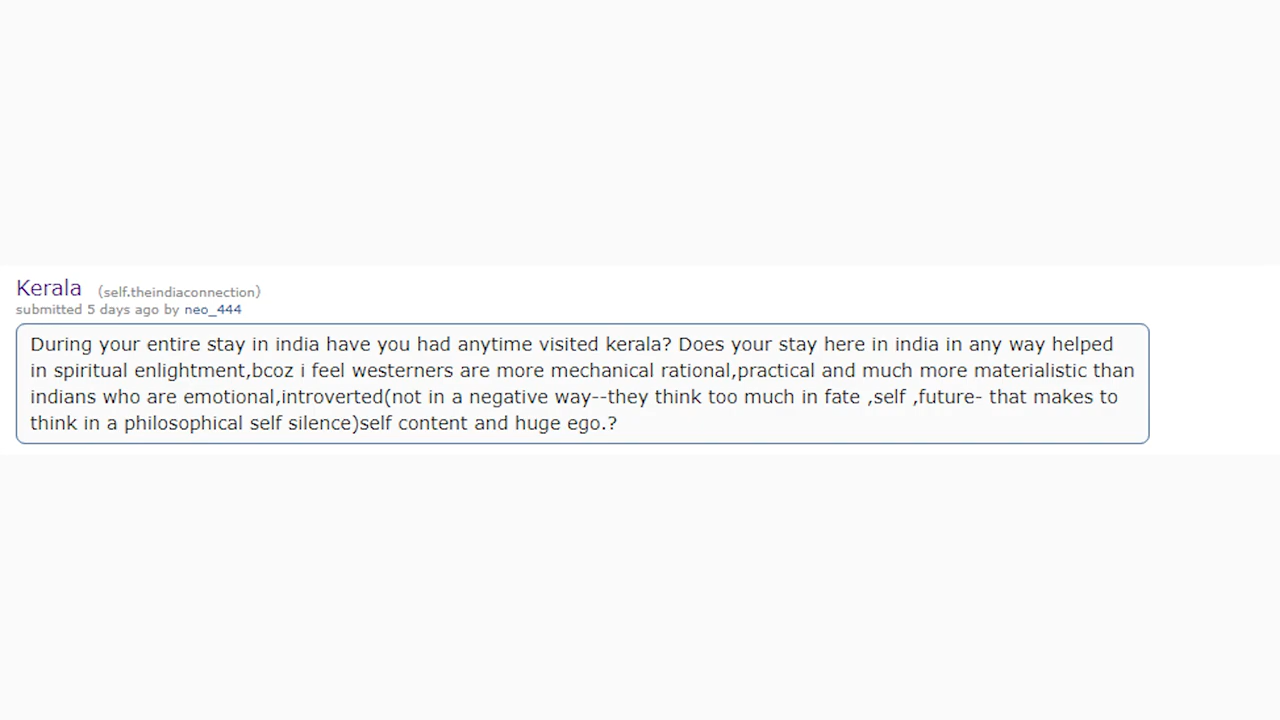 Kerala (self.theindiaconnection)
submitted 5 days ago by neo_444
During your entire stay in india have you had anytime visited kerala? Does your stay here in india in any way helped
in spiritual enlightment,bcoz i feel westerners are more mechanical rational,practical and much more materialistic than
indians who are emotional,introverted(not in a negative way--they think too much in fate ,self ,future- that makes to
think in a philosophical self silence)self content and huge ego.?